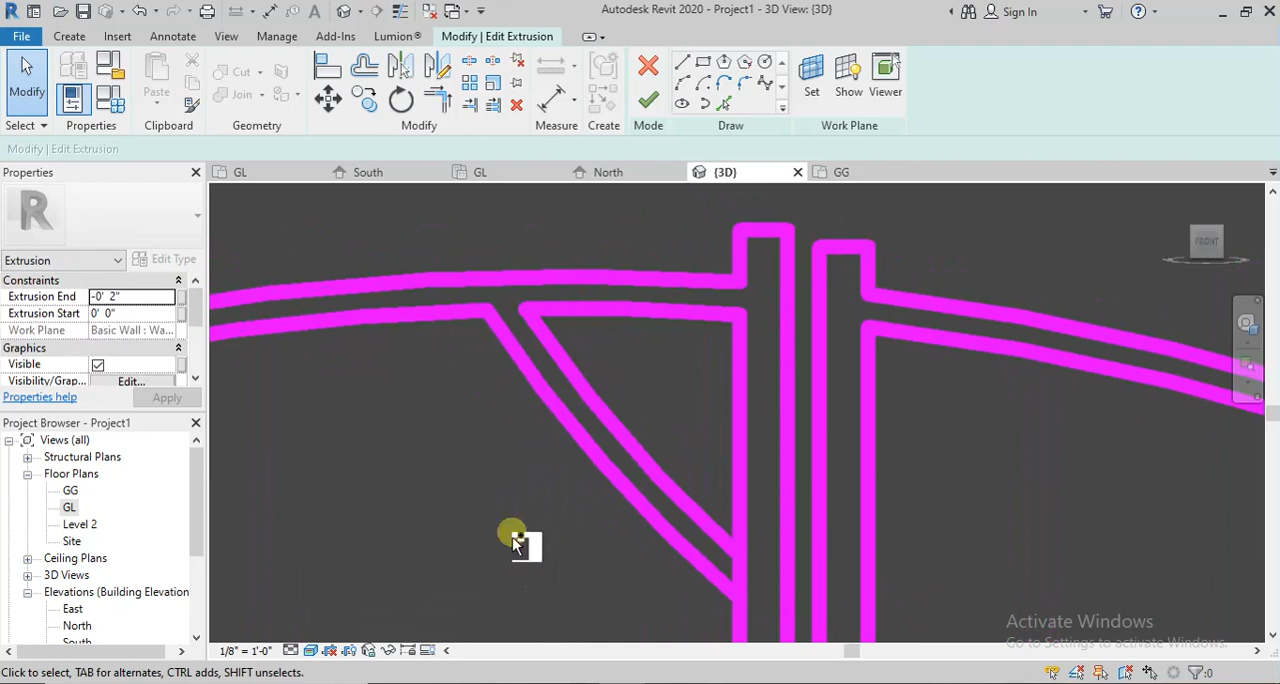 Autodesk Revit 2020 - Project1 - 3D View: {3D}
Sign In
File Create Insert Annotate View Manage Add-Ins Lumion® Modify | Edit Extrusion
Modify
Paste
Cut
Join
Set Show Viewer
Select Properties Clipboard Geometry Modify Measure Create Mode Draw Work Plane
Modify | Edit Extrusion
Properties
GL South GL North {3D} GG
Extrusion
Edit Type
Constraints
Extrusion End -0' 2"
Extrusion Start 0' 0"
Work Plane Basic Wall : Wa...
Graphics
Visible
Visibility/Grap... Edit...
Properties help
Apply
Project Browser - Project1
Views (all)
Structural Plans
Floor Plans
GG
GL
Level 2
Site
Ceiling Plans
3D Views
Elevations (Building Elevation
East
North
South
FRONT
Activate Windows
Go to Settings to activate Windows.
1/8" = 1'-0"
Click to select, TAB for alternates, CTRL adds, SHIFT unselects.
:0